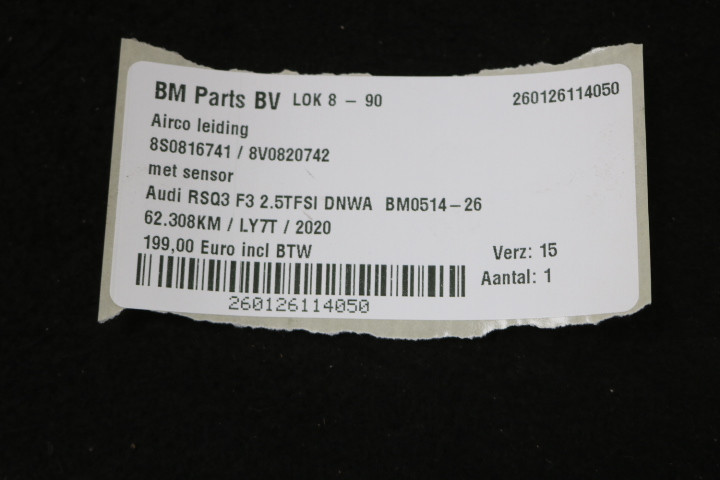 BM Parts BV LOK 8 - 90 260126114050
Airco leiding
8S0816741 / 8V0820742
met sensor
Audi RSQ3 F3 2.5TFSI DNWA BM0514-26
62.308KM / LY7T / 2020
199,00 Euro incl BTW Verz: 15
Aantal: 1
260126114050